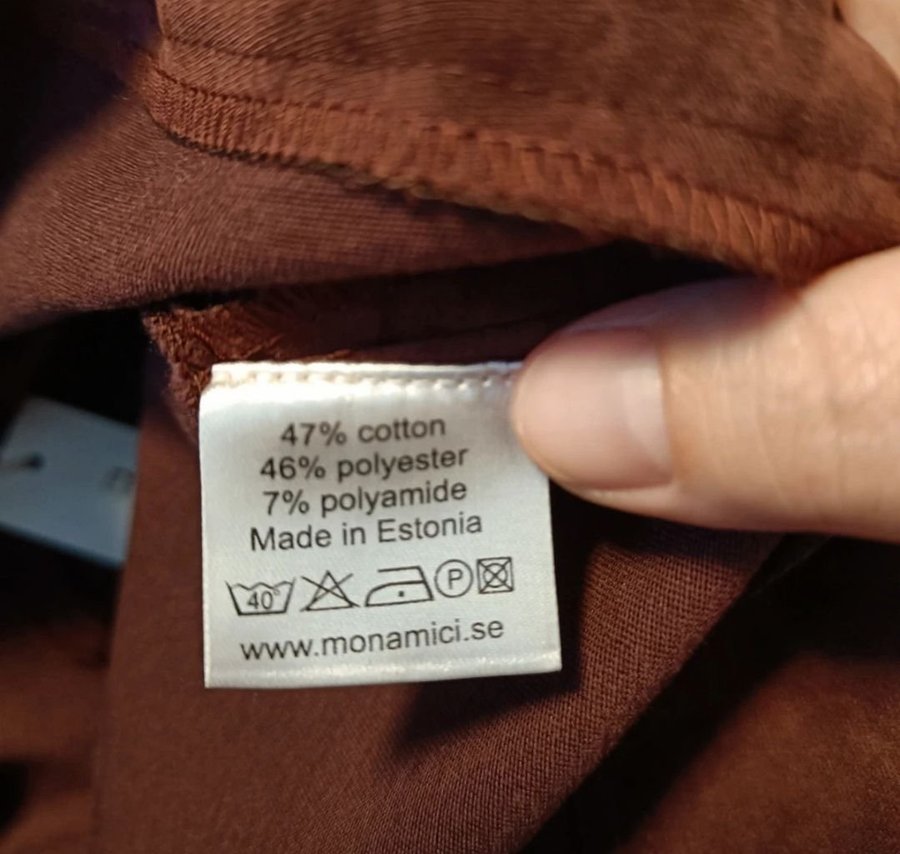 47% cotton
46% polyester
7% polyamide
Made in Estonia
40° P
www.monamici.se